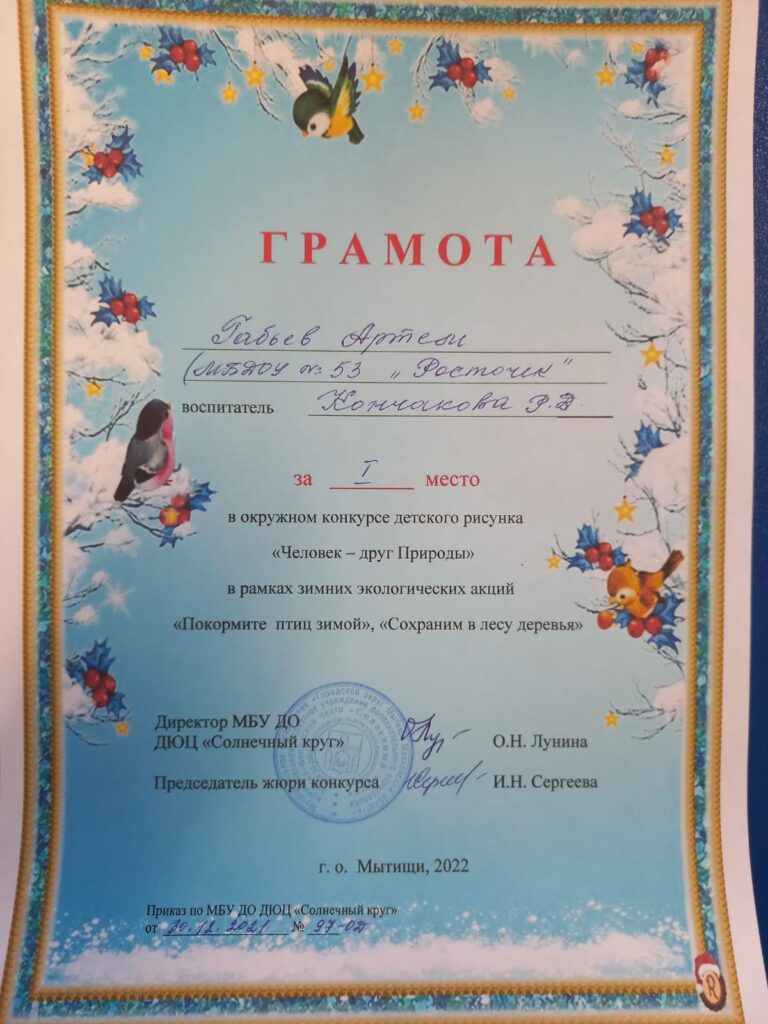 ГРАМОТА
Габьев Артем
(МБДОУ № 53 „Росточек"
воспитатель Кончакова Р.Д.
за I место
в окружном конкурсе детского рисунка
«Человек – друг Природы»
в рамках зимних экологических акций
«Покормите птиц зимой», «Сохраним в лесу деревья»
Директор МБУ ДО
ДЮЦ «Солнечный круг» О.Н. Лунина
Председатель жюри конкурса И.Н. Сергеева
г. о. Мытищи, 2022
Приказ по МБУ ДО ДЮЦ «Солнечный круг»
от 20.12.2021 № 97-ОД
R